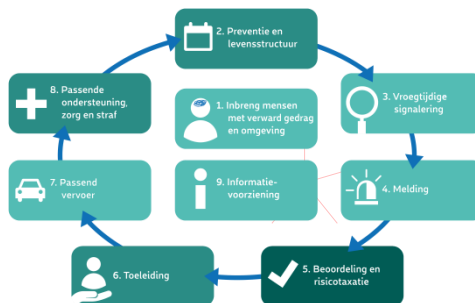 2. Preventie en
levensstructuur
8. Passende
ondersteuning,
zorg en straf
1. Inbreng mensen
met verward gedrag
en omgeving
3. Vroegtijdige
signalering
7. Passend
vervoer
9. Informatie-
voorziening
4. Melding
6. Toeleiding
5. Beoordeling en
risicotaxatie